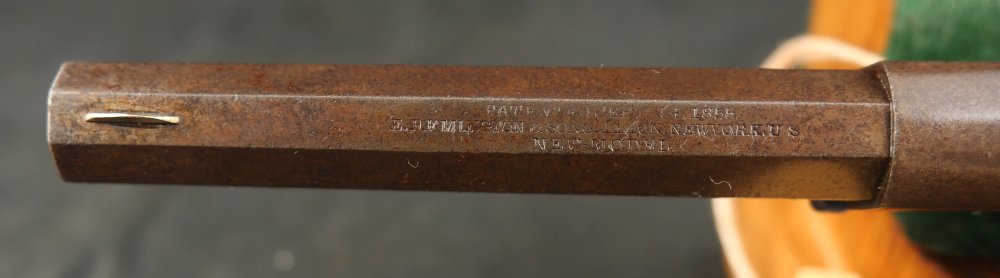 PATENTED SEPT. 14, 1858
E. REMINGTON & SONS, ILION, NEW YORK, U.S.
NEW-MODEL